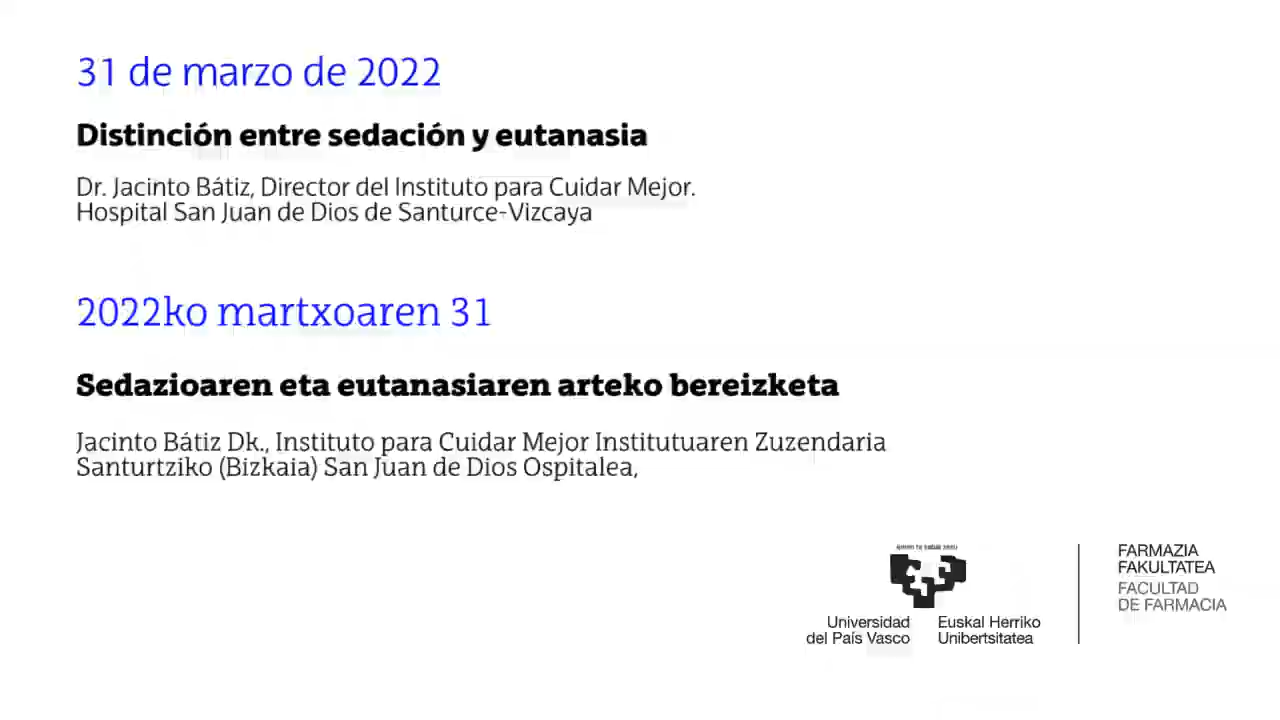 31 de marzo de 2022
Distinción entre sedación y eutanasia
Dr. Jacinto Bátiz, Director del Instituto para Cuidar Mejor.
Hospital San Juan de Dios de Santurce-Vizcaya
2022ko martxoaren 31
Sedazioaren eta eutanasiaren arteko bereizketa
Jacinto Bátiz Dk., Instituto para Cuidar Mejor Institutuaren Zuzendaria
Santurtziko (Bizkaia) San Juan de Dios Ospitalea,
Universidad
del País Vasco
Euskal Herriko
Unibertsitatea
FARMAZIA
FAKULTATEA
FACULTAD
DE FARMACIA